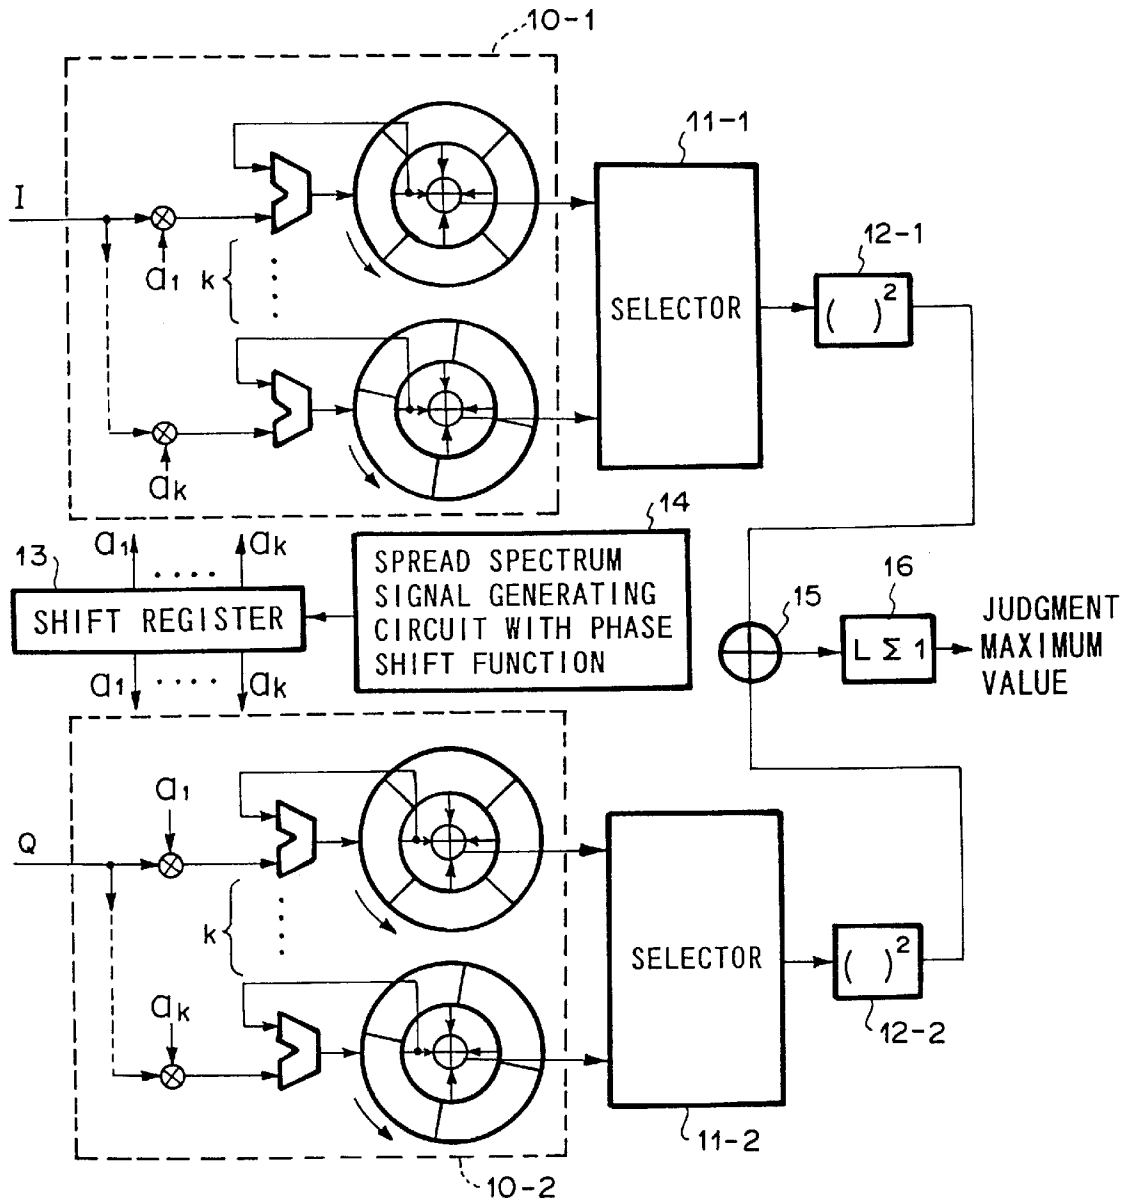 10-1
I
a1
k
ak
11-1
SELECTOR
12-1
( )2
13
a1 .... ak
SHIFT REGISTER
a1 .... ak
14
SPREAD SPECTRUM
SIGNAL GENERATING
CIRCUIT WITH PHASE
SHIFT FUNCTION
15
16
L Σ 1
JUDGMENT
MAXIMUM
VALUE
Q
a1
k
ak
10-2
SELECTOR
11-2
( )2
12-2